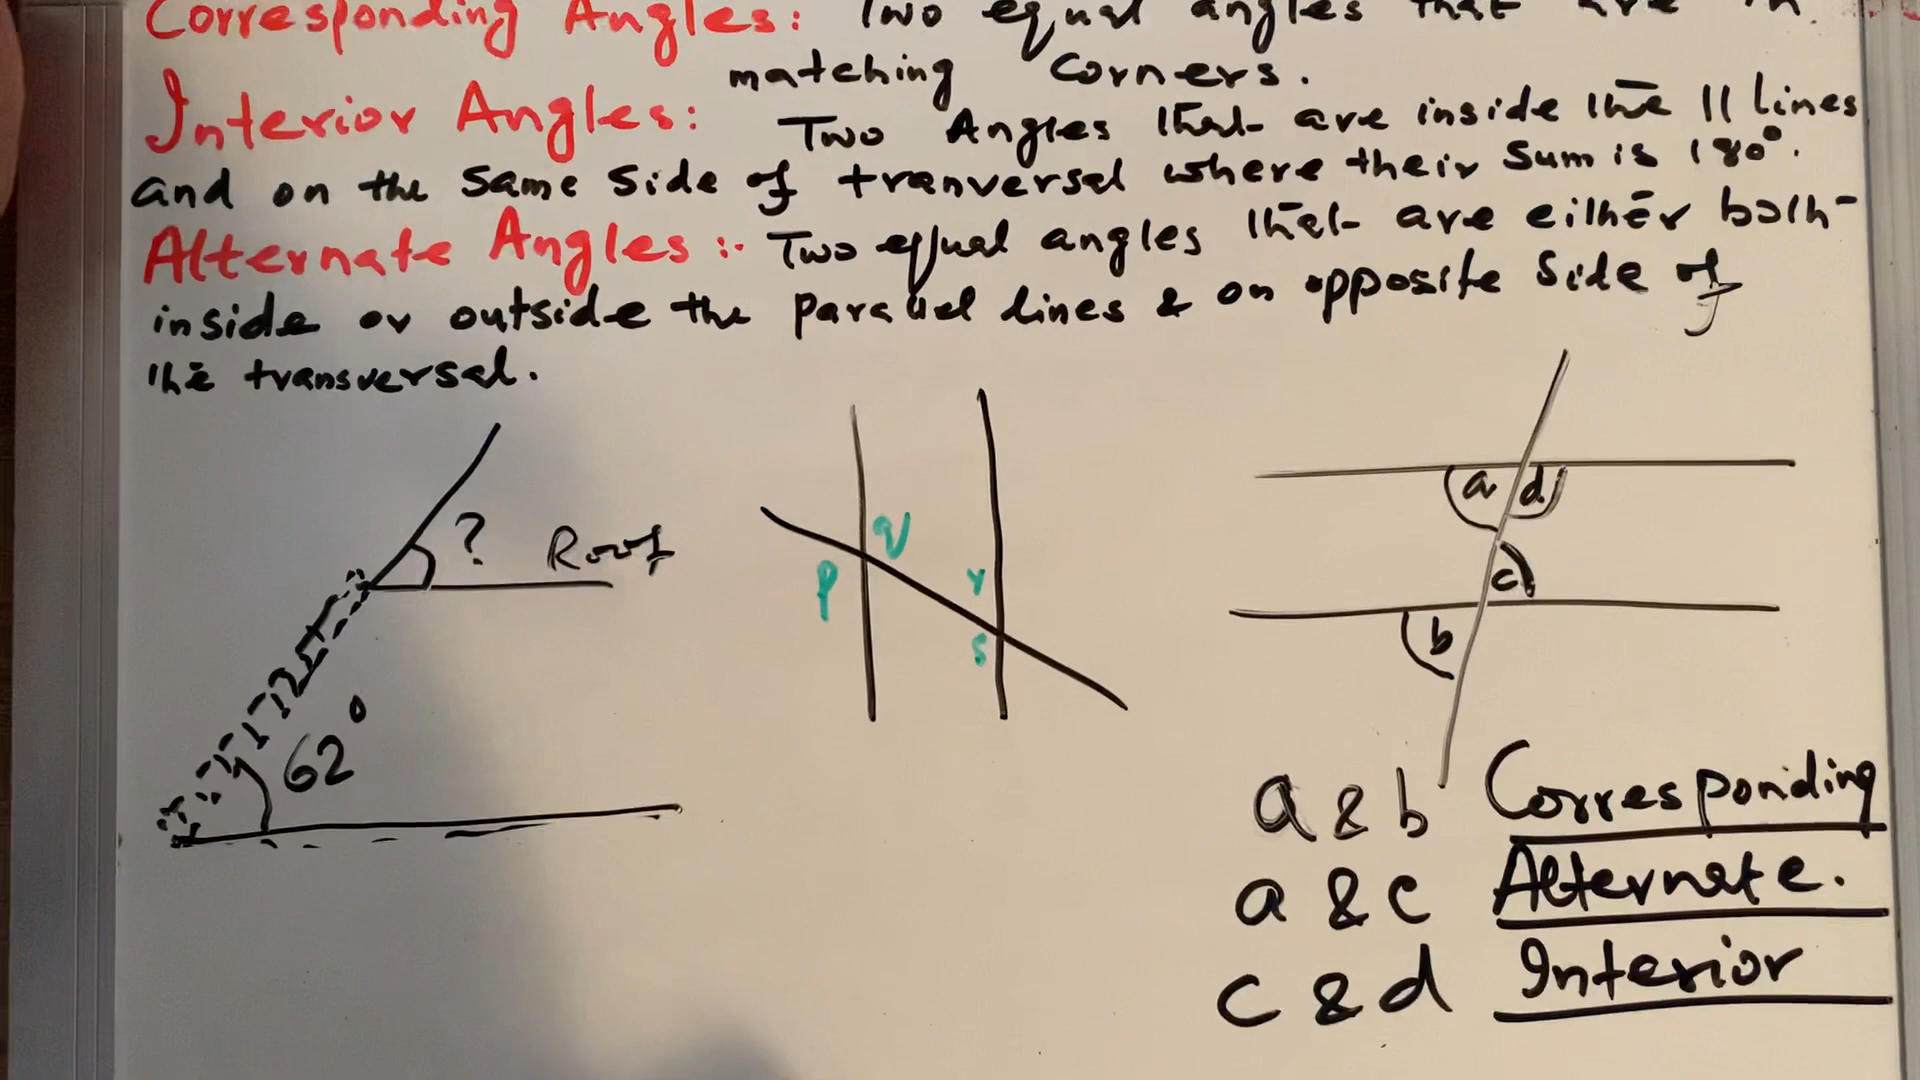 Corresponding Angles: Two equal angles that are in
matching corners.
Interior Angles: Two Angles that are inside the || lines
and on the same side of tranversal where their sum is 180°.
Alternate Angles :- Two equal angles that are either both
inside or outside the parallel lines & on opposite side of
the transversal.
? Roof
62°
q
p
r
s
a d
c
b
a & b Corresponding
a & c Alternate.
c & d Interior